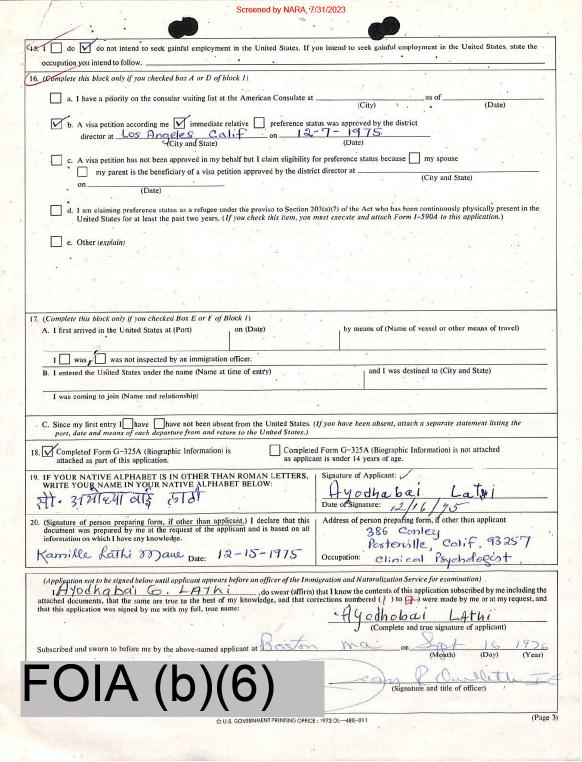 Screened by NARA, 7/31/2023
15. I do do not intend to seek gainful employment in the United States. If you intend to seek gainful employment in the United States, state the
occupation you intend to follow.
16. (Complete this block only if you checked box A or D of block 1)
a. I have a priority on the consular waiting list at the American Consulate at as of
(City) (Date)
b. A visa petition according me immediate relative preference status was approved by the district
director at Los Angeles, Calif on 12-7-1975
(City and State) (Date)
c. A visa petition has not been approved in my behalf but I claim eligibility for preference status because my spouse
my parent is the beneficiary of a visa petition approved by the district director at
(City and State)
on
(Date)
d. I am claiming preference status as a refugee under the proviso to Section 203(a)(7) of the Act who has been continuously physically present in the
United States for at least the past two years. (If you check this item, you must execute and attach Form I-590A to this application.)
e. Other (explain)
17. (Complete this block only if you checked Box E or F of Block 1)
A. I first arrived in the United States at (Port) on (Date) by means of (Name of vessel or other means of travel)
I was was not inspected by an immigration officer.
B. I entered the United States under the name (Name at time of entry) and I was destined to (City and State)
I was coming to join (Name and relationship)
C. Since my first entry I have have not been absent from the United States. (If you have been absent, attach a separate statement listing the
port, date and means of each departure from and return to the United States.)
18. Completed Form G-325A (Biographic Information) is Completed Form G-325A (Biographic Information) is not attached
attached as part of this application. as applicant is under 14 years of age.
19. IF YOUR NATIVE ALPHABET IS IN OTHER THAN ROMAN LETTERS,
WRITE YOUR NAME IN YOUR NATIVE ALPHABET BELOW:
सौ. अयोध्या बाई लाठी
Signature of Applicant:
Ayodhabai Lathi
Date of Signature: 12/16/75
20. (Signature of person preparing form, if other than applicant.) I declare that this
document was prepared by me at the request of the applicant and is based on all
information on which I have any knowledge.
Kamille Rathi Date: 12-15-1975
Address of person preparing form, if other than applicant
386 Conley
Porterville, Calif. 93257
Occupation: Clinical Psychologist
(Application not to be signed below until applicant appears before an officer of the Immigration and Naturalization Service for examination)
I Ayodhabai G. LAThi, do swear (affirm) that I know the contents of this application subscribed by me including the
attached documents, that the same are true to the best of my knowledge, and that corrections numbered (1) to were made by me or at my request, and
that this application was signed by me with my full, true name:
Ayodhobai LAthi
(Complete and true signature of applicant)
Subscribed and sworn to before me by the above-named applicant at Boston Ma on Sept 16 1976
(Month) (Day) (Year)
(Signature and title of officer)
FOIA (b)(6)
☆ U.S. GOVERNMENT PRINTING OFFICE : 1973 OL—488-011
(Page 3)